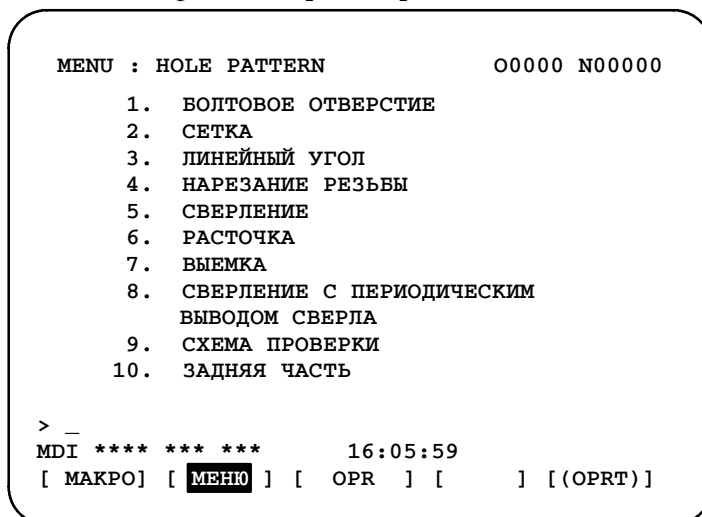 MENU : HOLE PATTERN O0000 N00000
1. БОЛТОВОЕ ОТВЕРСТИЕ
2. СЕТКА
3. ЛИНЕЙНЫЙ УГОЛ
4. НАРЕЗАНИЕ РЕЗЬБЫ
5. СВЕРЛЕНИЕ
6. РАСТОЧКА
7. ВЫЕМКА
8. СВЕРЛЕНИЕ С ПЕРИОДИЧЕСКИМ
ВЫВОДОМ СВЕРЛА
9. СХЕМА ПРОВЕРКИ
10. ЗАДНЯЯ ЧАСТЬ
> _
MDI **** *** *** 16:05:59
[ МАКРО] [ МЕНЮ ] [ OPR ] [ ] [(OPRT)]